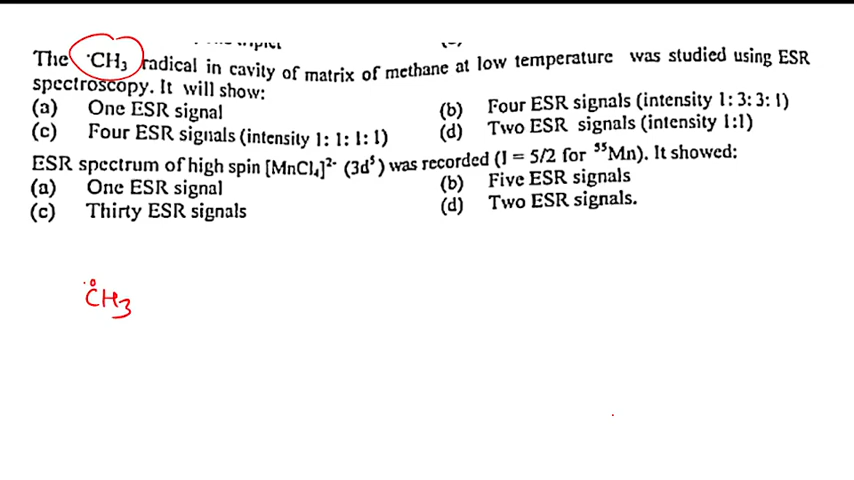 The ·CH₃ radical in cavity of matrix of methane at low temperature was studied using ESR
spectroscopy. It will show:
(a) One ESR signal (b) Four ESR signals (intensity 1: 3: 3: 1)
(c) Four ESR signals (intensity 1: 1: 1: 1) (d) Two ESR signals (intensity 1:1)
ESR spectrum of high spin [MnCl₄]²⁻ (3d⁵) was recorded (I = 5/2 for ⁵⁵Mn). It showed:
(a) One ESR signal (b) Five ESR signals
(c) Thirty ESR signals (d) Two ESR signals.
CH₃